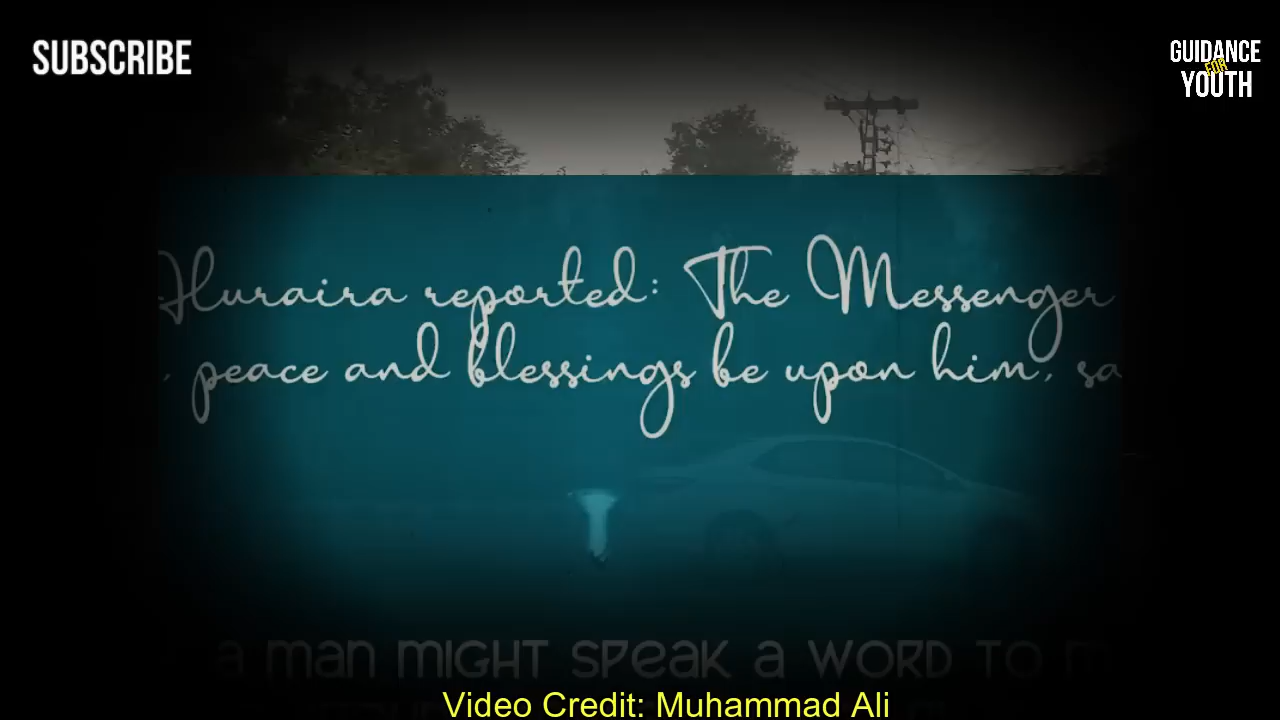 SUBSCRIBE
GUIDANCE
FOR
YOUTH
Huraira reported: The Messenger
, peace and blessings be upon him, sa
a man might speak a word to m
Video Credit: Muhammad Ali